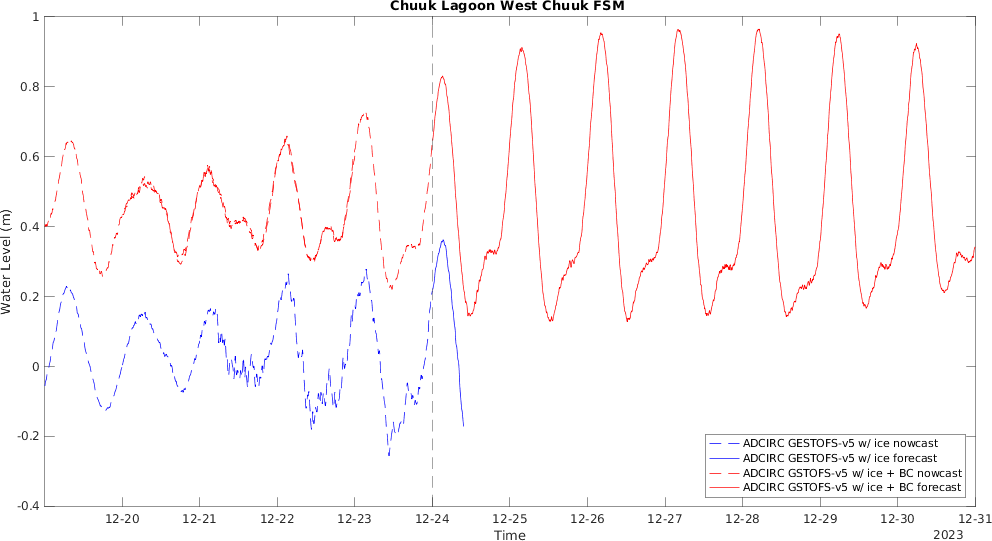 Chuuk Lagoon West Chuuk FSM
Water Level (m)
1
0.8
0.6
0.4
0.2
0
-0.2
-0.4
ADCIRC GESTOFS-v5 w/ ice nowcast
ADCIRC GESTOFS-v5 w/ ice forecast
ADCIRC GSTOFS-v5 w/ ice + BC nowcast
ADCIRC GSTOFS-v5 w/ ice + BC forecast
12-20 12-21 12-22 12-23 12-24 12-25 12-26 12-27 12-28 12-29 12-30 12-31
Time
2023